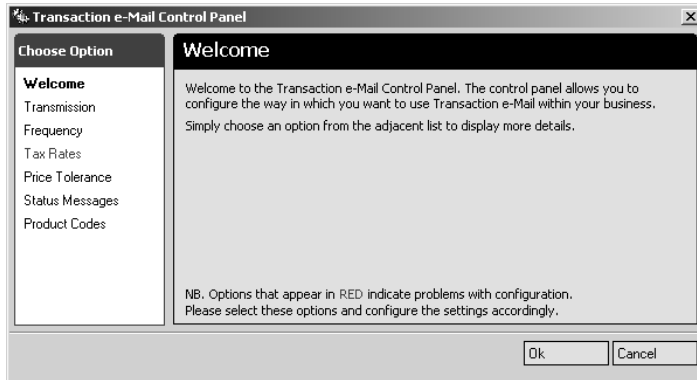 Transaction e-Mail Control Panel
Choose Option
Welcome
Transmission
Frequency
Tax Rates
Price Tolerance
Status Messages
Product Codes
Welcome
Welcome to the Transaction e-Mail Control Panel. The control panel allows you to
configure the way in which you want to use Transaction e-Mail within your business.
Simply choose an option from the adjacent list to display more details.
NB. Options that appear in RED indicate problems with configuration.
Please select these options and configure the settings accordingly.
Ok
Cancel